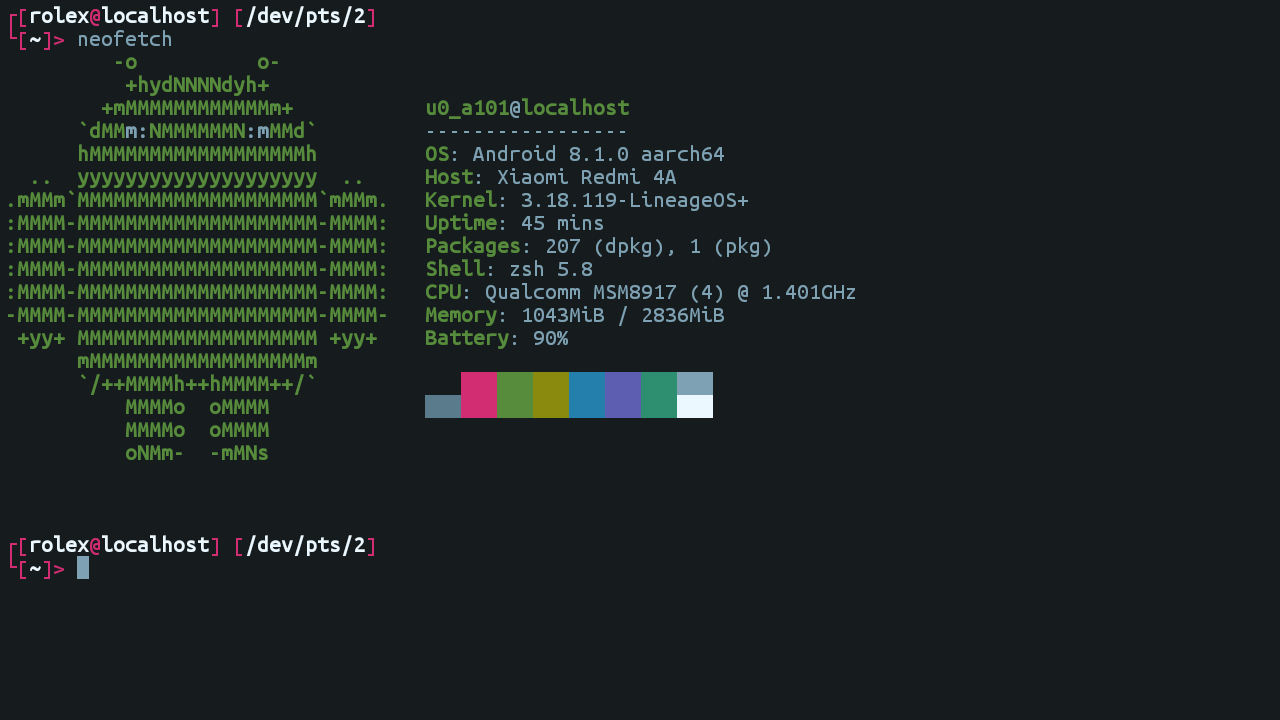 ┌[rolex@localhost] [/dev/pts/2]
└[~]> neofetch
         -o          o-
          +hydNNNNdyh+
        +mMMMMMMMMMMMMm+           u0_a101@localhost
      `dMMm:NMMMMMMN:mMMd`         -----------------
      hMMMMMMMMMMMMMMMMMMh         OS: Android 8.1.0 aarch64
  ..  yyyyyyyyyyyyyyyyyyyy  ..     Host: Xiaomi Redmi 4A
.mMMm`MMMMMMMMMMMMMMMMMMMM`mMMm.   Kernel: 3.18.119-LineageOS+
:MMMM-MMMMMMMMMMMMMMMMMMMM-MMMM:   Uptime: 45 mins
:MMMM-MMMMMMMMMMMMMMMMMMMM-MMMM:   Packages: 207 (dpkg), 1 (pkg)
:MMMM-MMMMMMMMMMMMMMMMMMMM-MMMM:   Shell: zsh 5.8
:MMMM-MMMMMMMMMMMMMMMMMMMM-MMMM:   CPU: Qualcomm MSM8917 (4) @ 1.401GHz
-MMMM-MMMMMMMMMMMMMMMMMMMM-MMMM-   Memory: 1043MiB / 2836MiB
 +yy+ MMMMMMMMMMMMMMMMMMMM +yy+    Battery: 90%
      mMMMMMMMMMMMMMMMMMMm
      `/++MMMMh++hMMMM++/`
          MMMMo  oMMMM
          MMMMo  oMMMM
          oNMm-  -mMNs
┌[rolex@localhost] [/dev/pts/2]
└[~]>